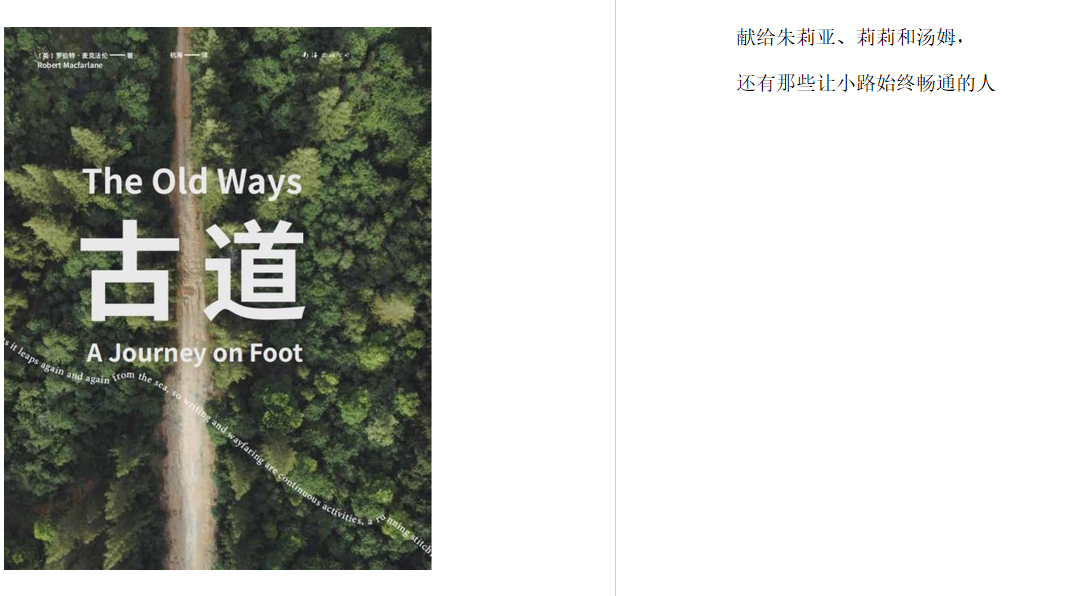 ［英］罗伯特·麦克法伦——著
Robert Macfarlane
杭海——译
南海出版公司
The Old Ways
古道
A Journey on Foot
s it leaps again and again from the sea, so writing and wayfaring are continuous activities, a running stitch,
献给朱莉亚、莉莉和汤姆，
还有那些让小路始终畅通的人